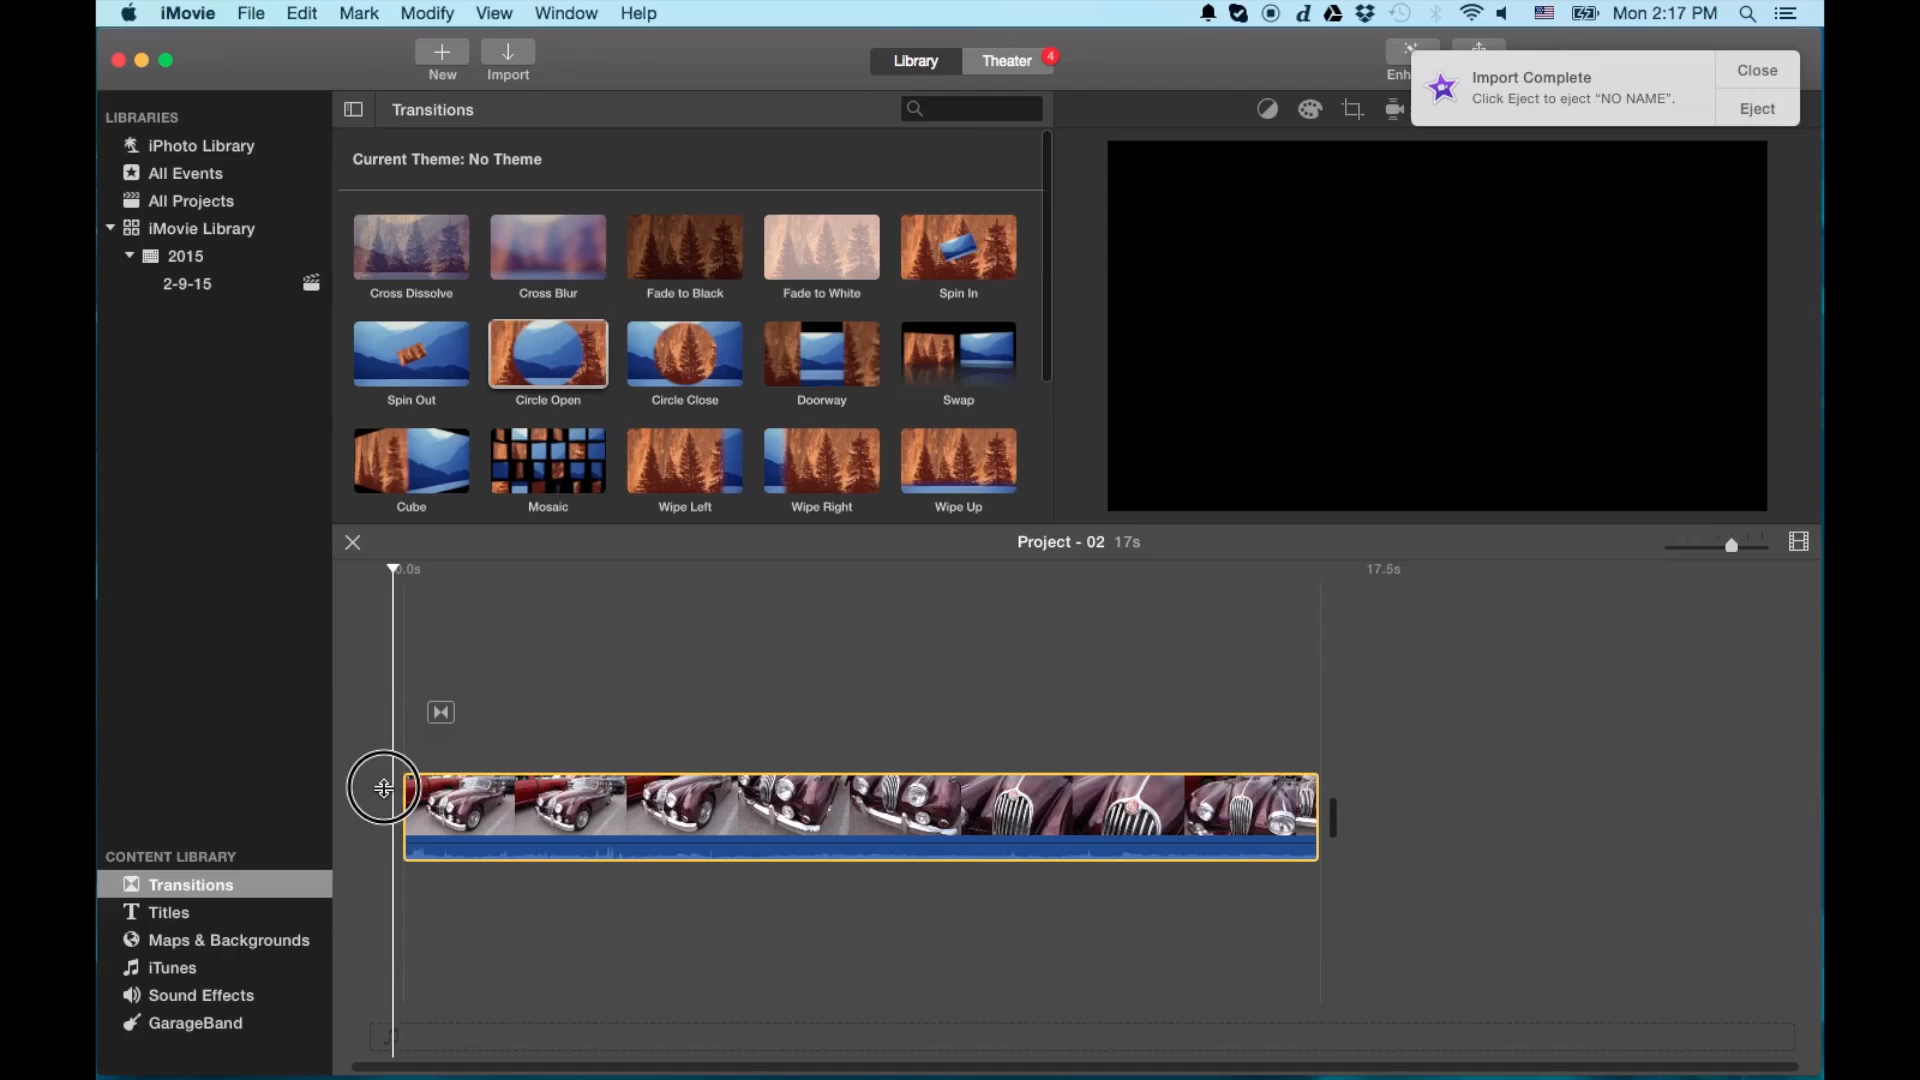 iMovie File Edit Mark Modify View Window Help
d Mon 2:17 PM
New Import
Library Theater 4
Import Complete
Click Eject to eject “NO NAME”.
Close
Eject
LIBRARIES
iPhoto Library
All Events
All Projects
iMovie Library
2015
2-9-15
Transitions
Current Theme: No Theme
Cross Dissolve Cross Blur Fade to Black Fade to White Spin In
Spin Out Circle Open Circle Close Doorway Swap
Cube Mosaic Wipe Left Wipe Right Wipe Up
Project - 02 17s
17.5s
CONTENT LIBRARY
Transitions
T Titles
Maps & Backgrounds
iTunes
Sound Effects
GarageBand